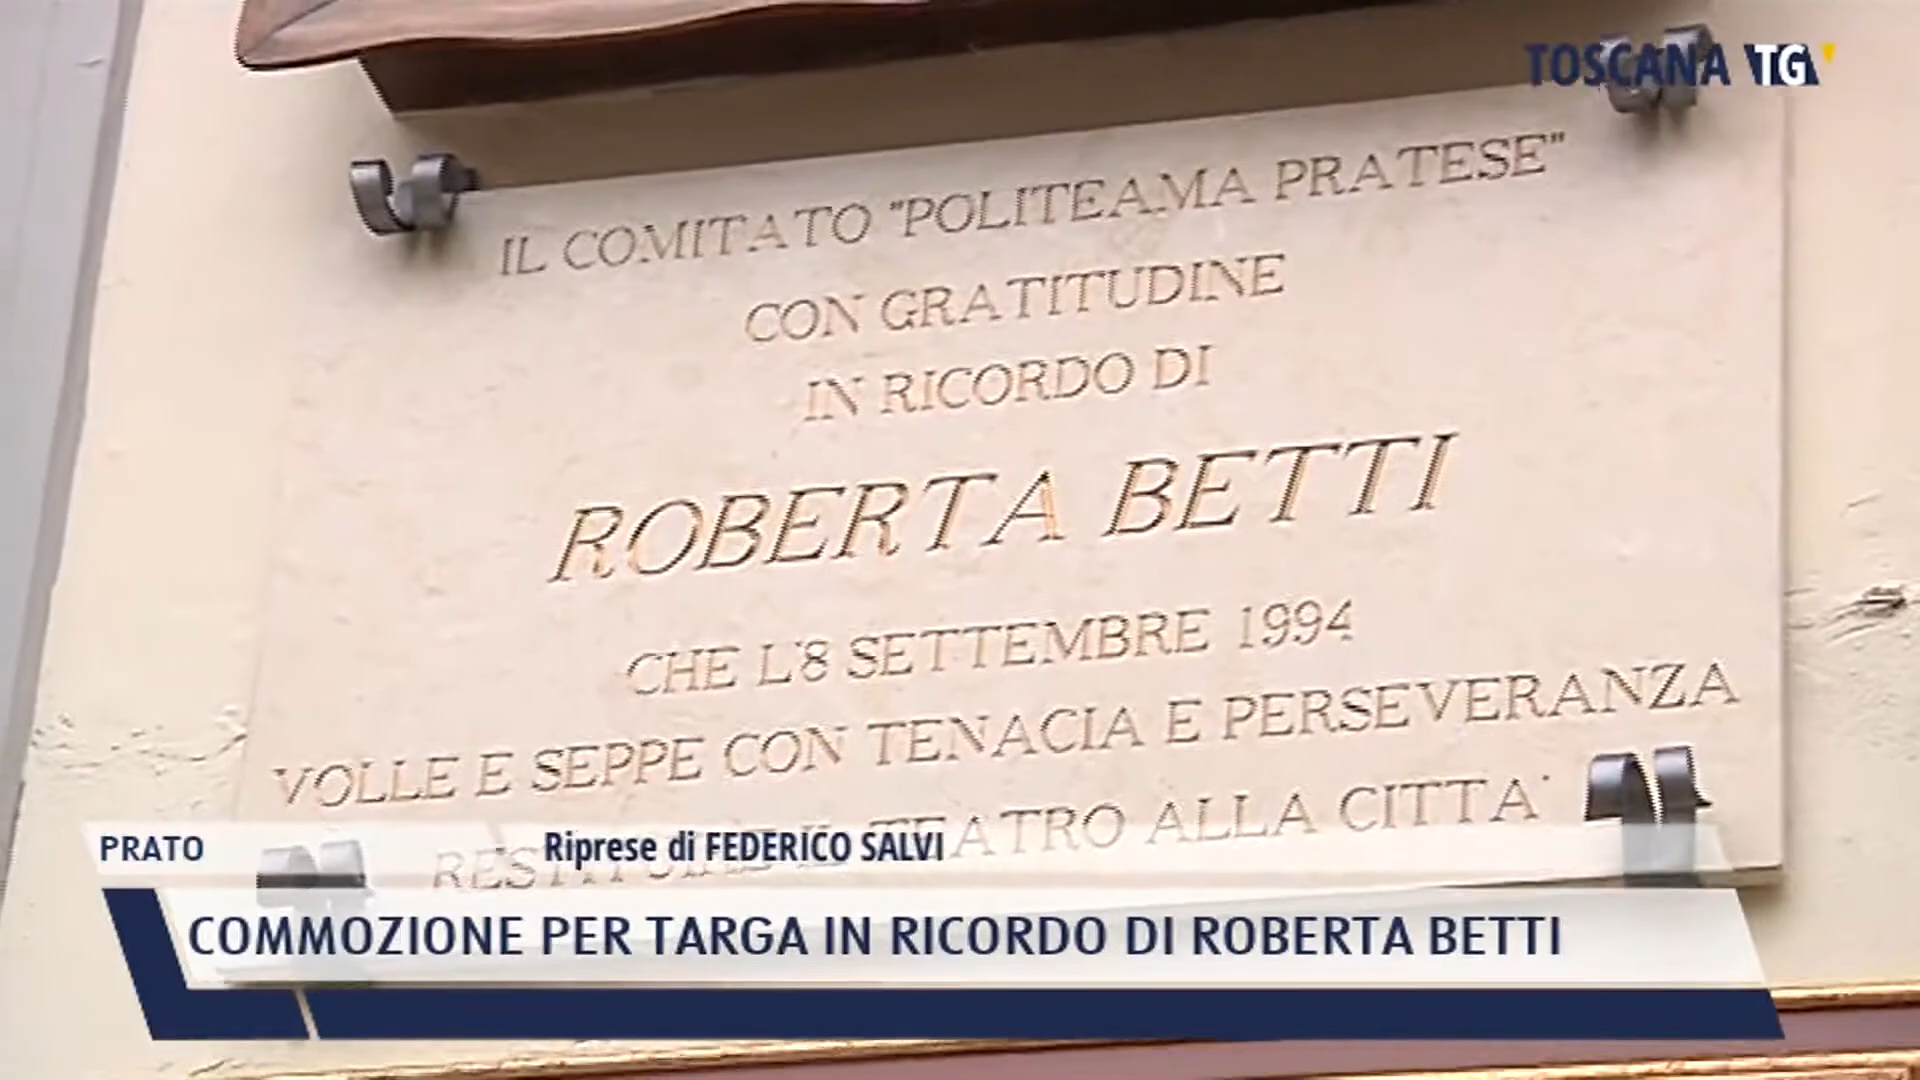 TOSCANA TG
IL COMITATO "POLITEAMA PRATESE"
CON GRATITUDINE
IN RICORDO DI
ROBERTA BETTI
CHE L'8 SETTEMBRE 1994
VOLLE E SEPPE CON TENACIA E PERSEVERANZA
RESTITUIRE IL TEATRO ALLA CITTA'
PRATO
Riprese di FEDERICO SALVI
COMMOZIONE PER TARGA IN RICORDO DI ROBERTA BETTI